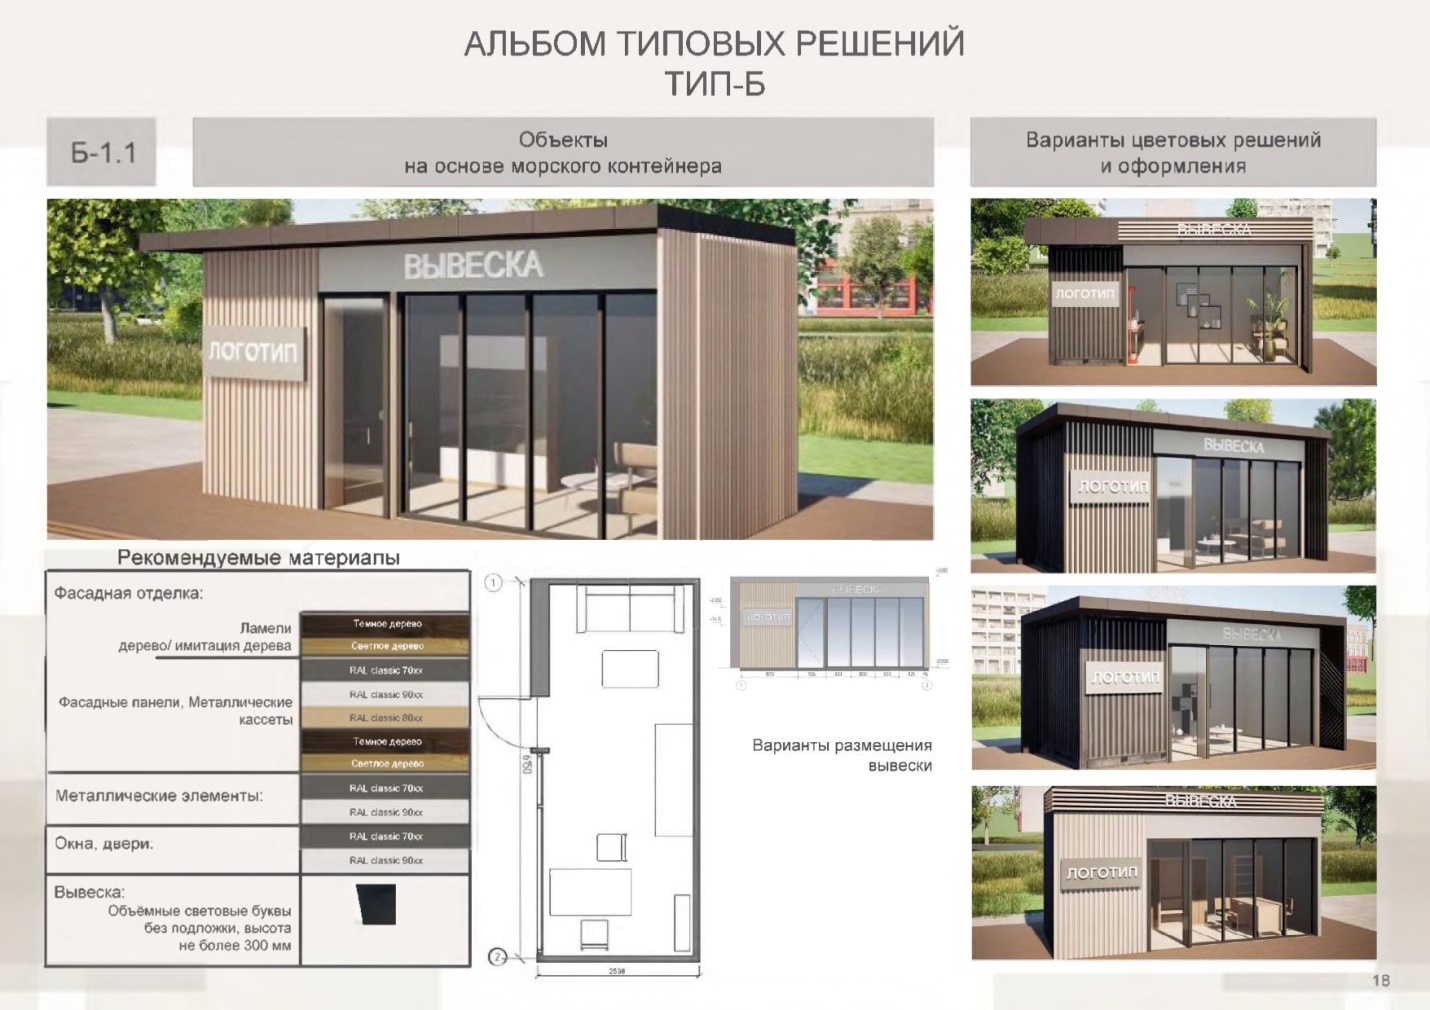 АЛЬБОМ ТИПОВЫХ РЕШЕНИЙ
ТИП-Б
Б-1.1
Объекты
на основе морского контейнера
Варианты цветовых решений
и оформления
ВЫВЕСКА
ЛОГОТИП
ВЫВЕСКА
ЛОГОТИП
ВЫВЕСКА
ЛОГОТИП
ВЫВЕСКА
ЛОГОТИП
ВЫВЕСКА
ЛОГОТИП
Рекомендуемые материалы
Фасадная отделка:
Ламели
дерево/ имитация дерева
Темное дерево
Светлое дерево
Фасадные панели, Металлические
кассеты
RAL classic 70xx
RAL classic 90xx
RAL classic 80xx
Темное дерево
Светлое дерево
Металлические элементы:
RAL classic 70xx
RAL classic 90xx
Окна, двери.
RAL classic 70xx
RAL classic 90xx
Вывеска:
Объёмные световые буквы
без подложки, высота
не более 300 мм
1
2
2538
ВЫВЕСКА
ЛОГОТИП
Варианты размещения
вывески
18